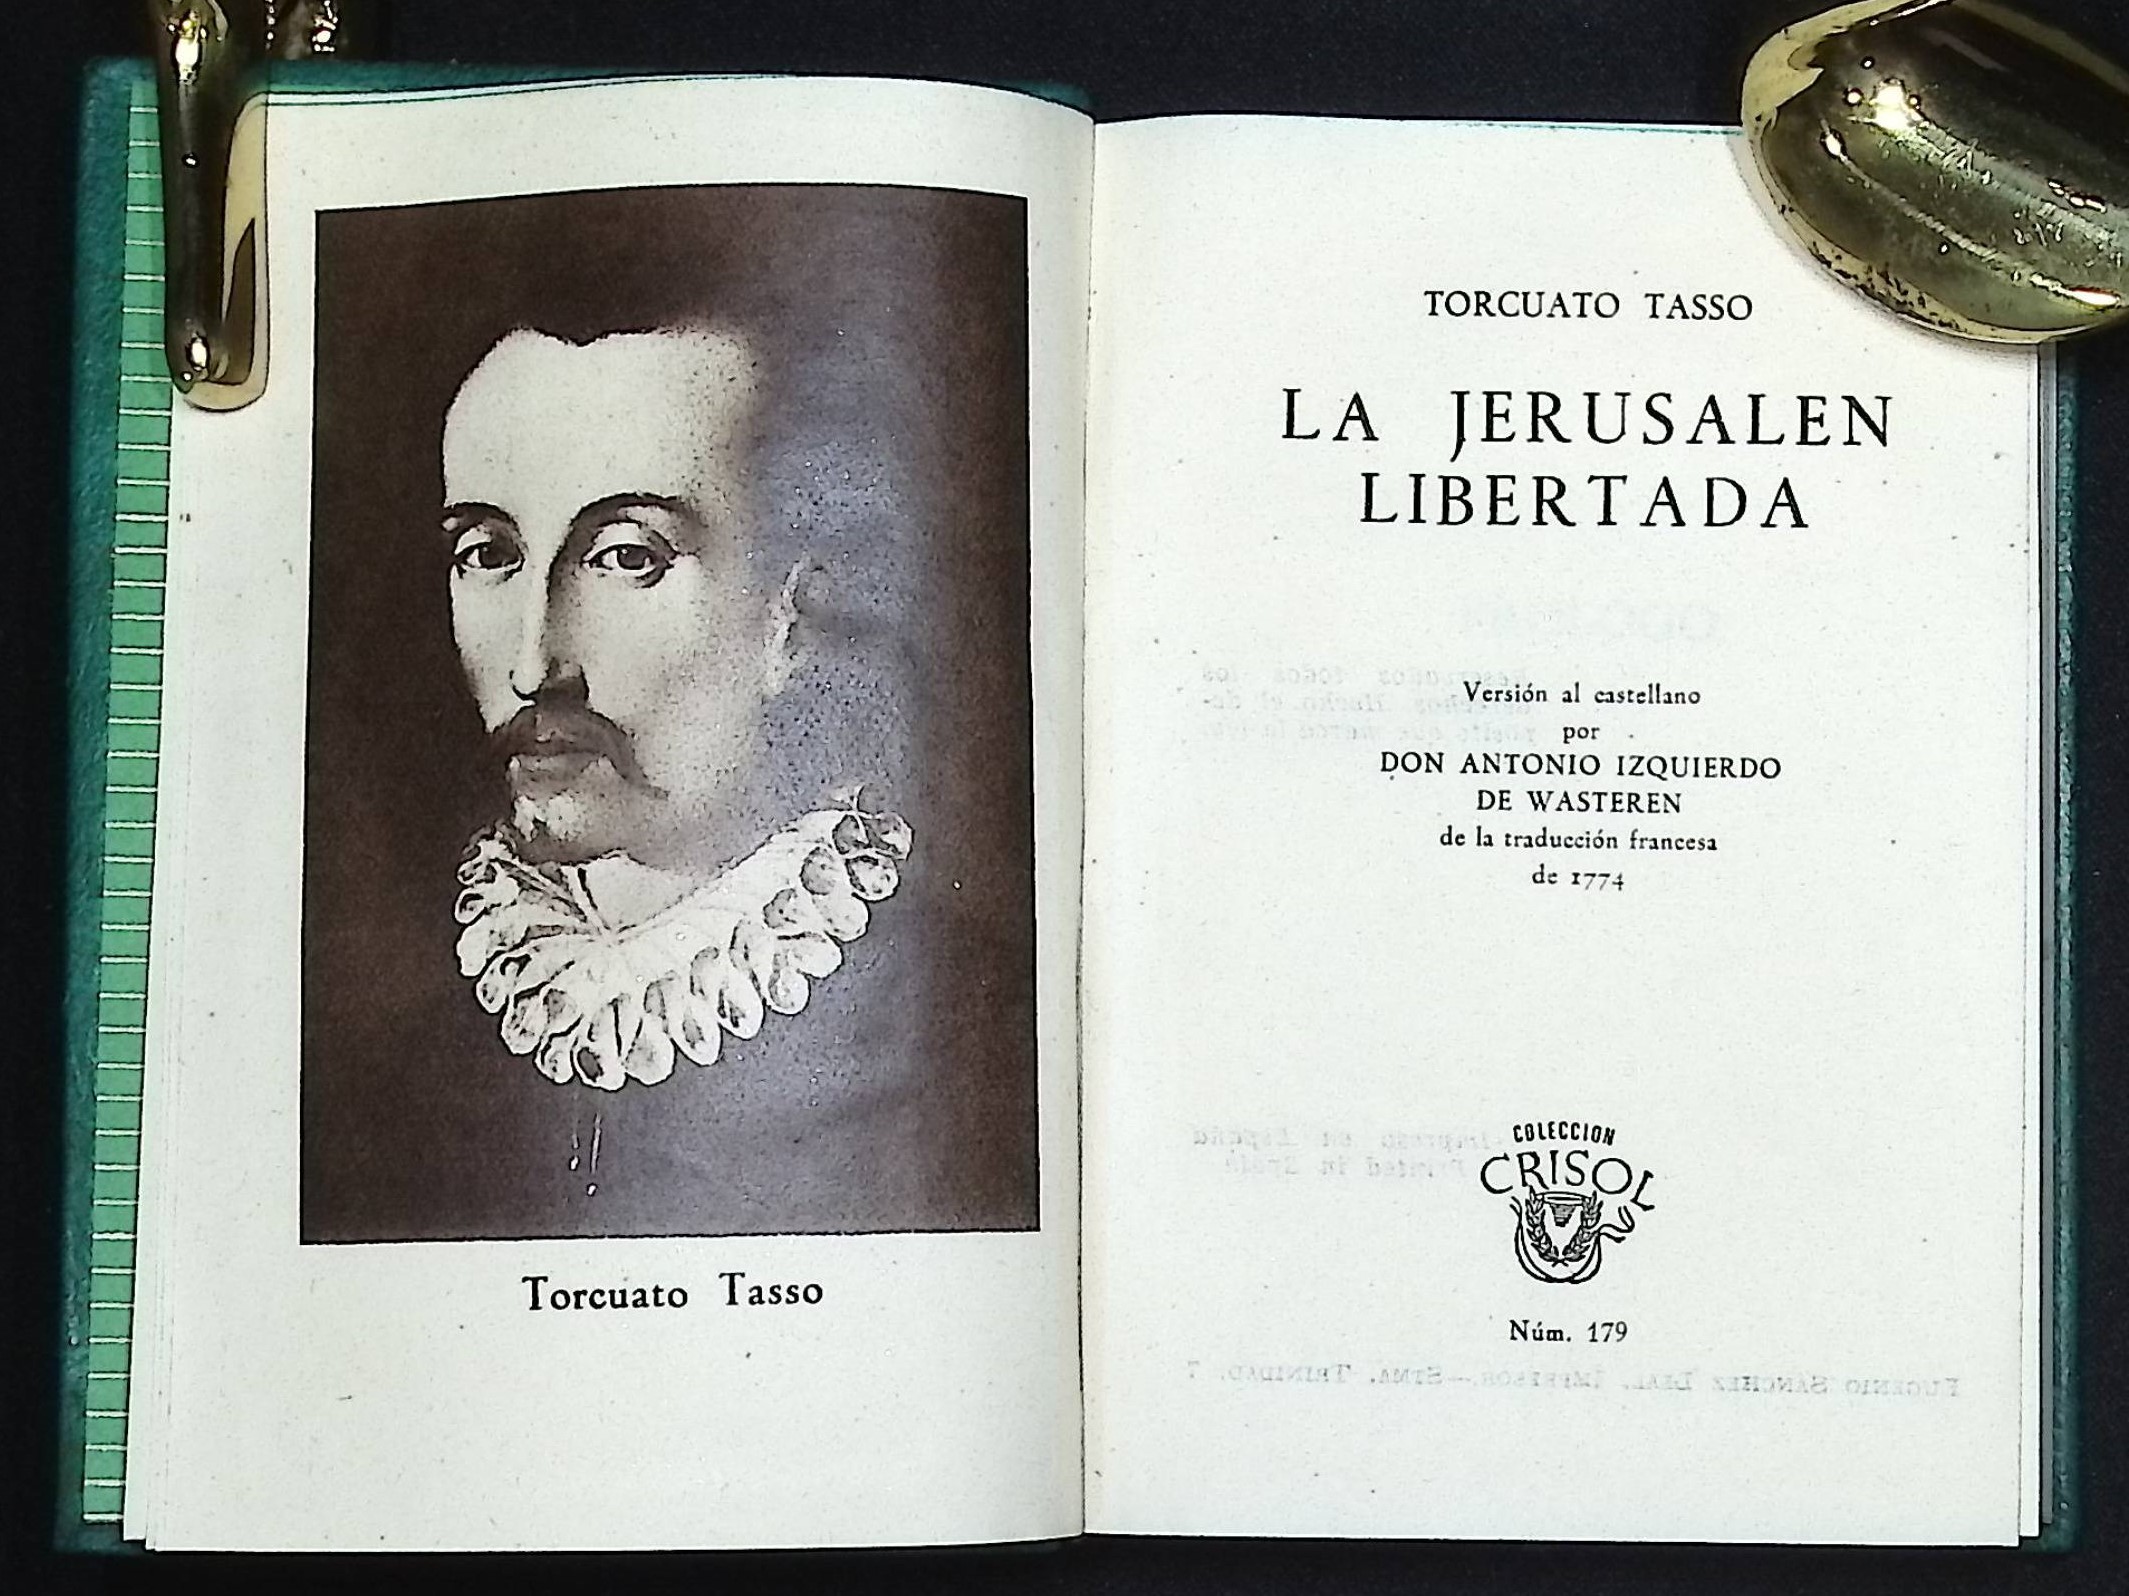 Torcuato Tasso
TORCUATO TASSO
LA JERUSALEN
LIBERTADA
Versión al castellano
por
DON ANTONIO IZQUIERDO
DE WASTEREN
de la traducción francesa
de 1774
COLECCION
CRISOL
Núm. 179